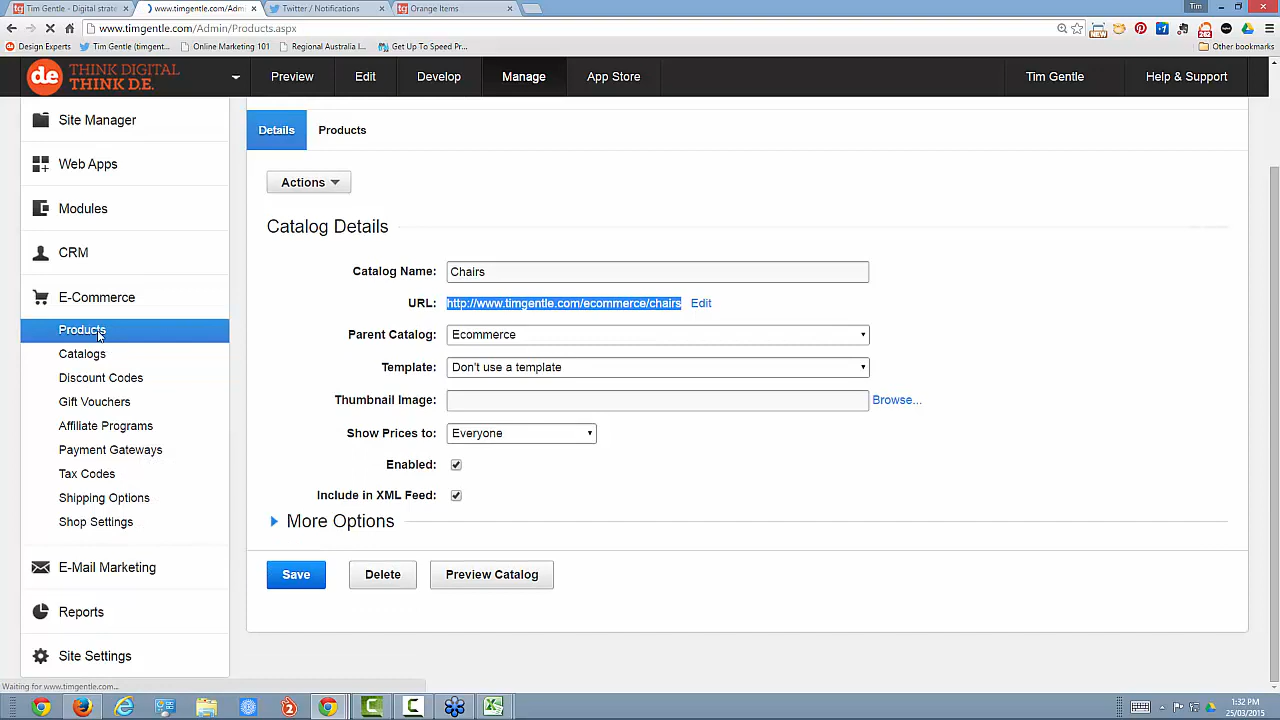 Tim Gentle - Digital strate
www.timgentle.com/Adm
Twitter / Notifications
Orange Items
Tim
www.timgentle.com/Admin/Products.aspx
Design Experts
Tim Gentle (timgent...
Online Marketing 101
Regional Australia I...
Get Up To Speed Pr...
Other bookmarks
de THINK DIGITAL
THINK D.E.
Preview
Edit
Develop
Manage
App Store
Tim Gentle
Help & Support
Site Manager
Web Apps
Modules
CRM
E-Commerce
Products
Catalogs
Discount Codes
Gift Vouchers
Affiliate Programs
Payment Gateways
Tax Codes
Shipping Options
Shop Settings
E-Mail Marketing
Reports
Site Settings
Details
Products
Actions
Catalog Details
Catalog Name: Chairs
URL: http://www.timgentle.com/ecommerce/chairs Edit
Parent Catalog: Ecommerce
Template: Don't use a template
Thumbnail Image: Browse...
Show Prices to: Everyone
Enabled:
Include in XML Feed:
More Options
Save
Delete
Preview Catalog
Waiting for www.timgentle.com...
1:32 PM
25/03/2015